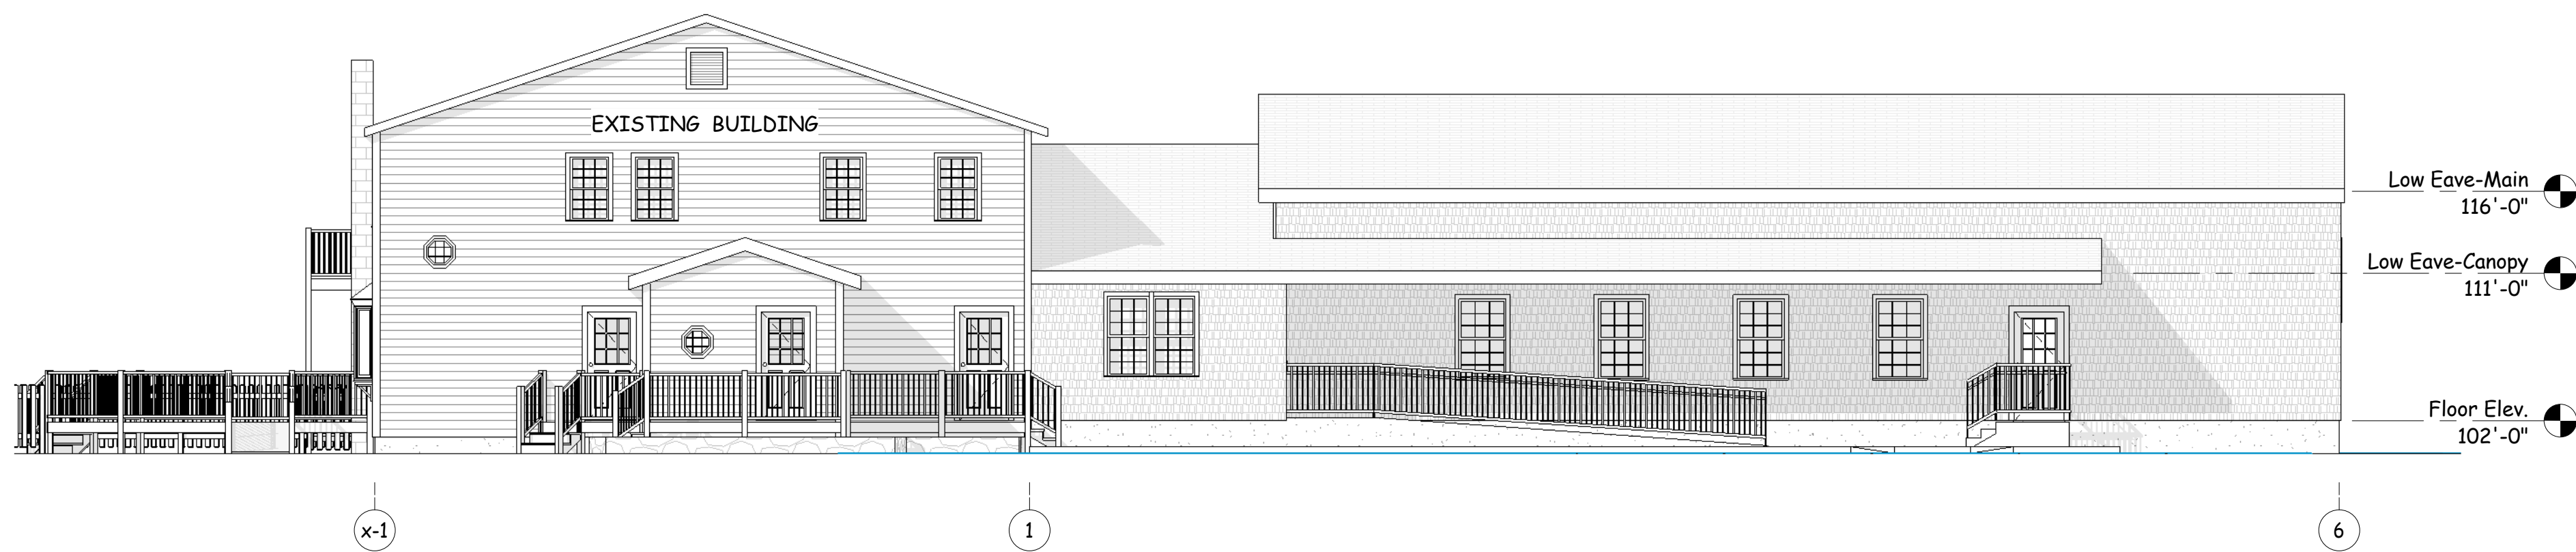 EXISTING BUILDING
Low Eave-Main
116'-0"
Low Eave-Canopy
111'-0"
Floor Elev.
102'-0"
x-1
1
6